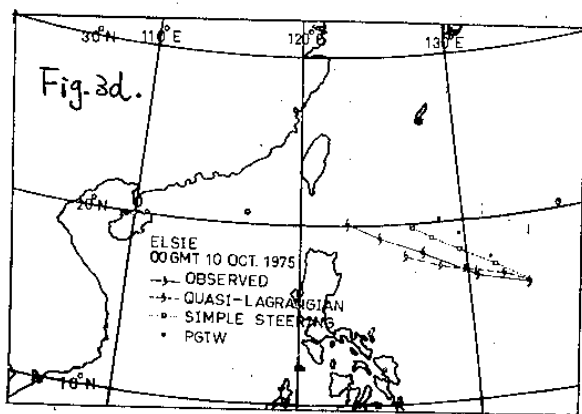 30°N 110°E 120° 130°E
Fig. 3d.
20°N
ELSIE
00 GMT 10 OCT. 1975
OBSERVED
QUASI-LAGRANGIAN
SIMPLE STEERING
PGTW
10°N